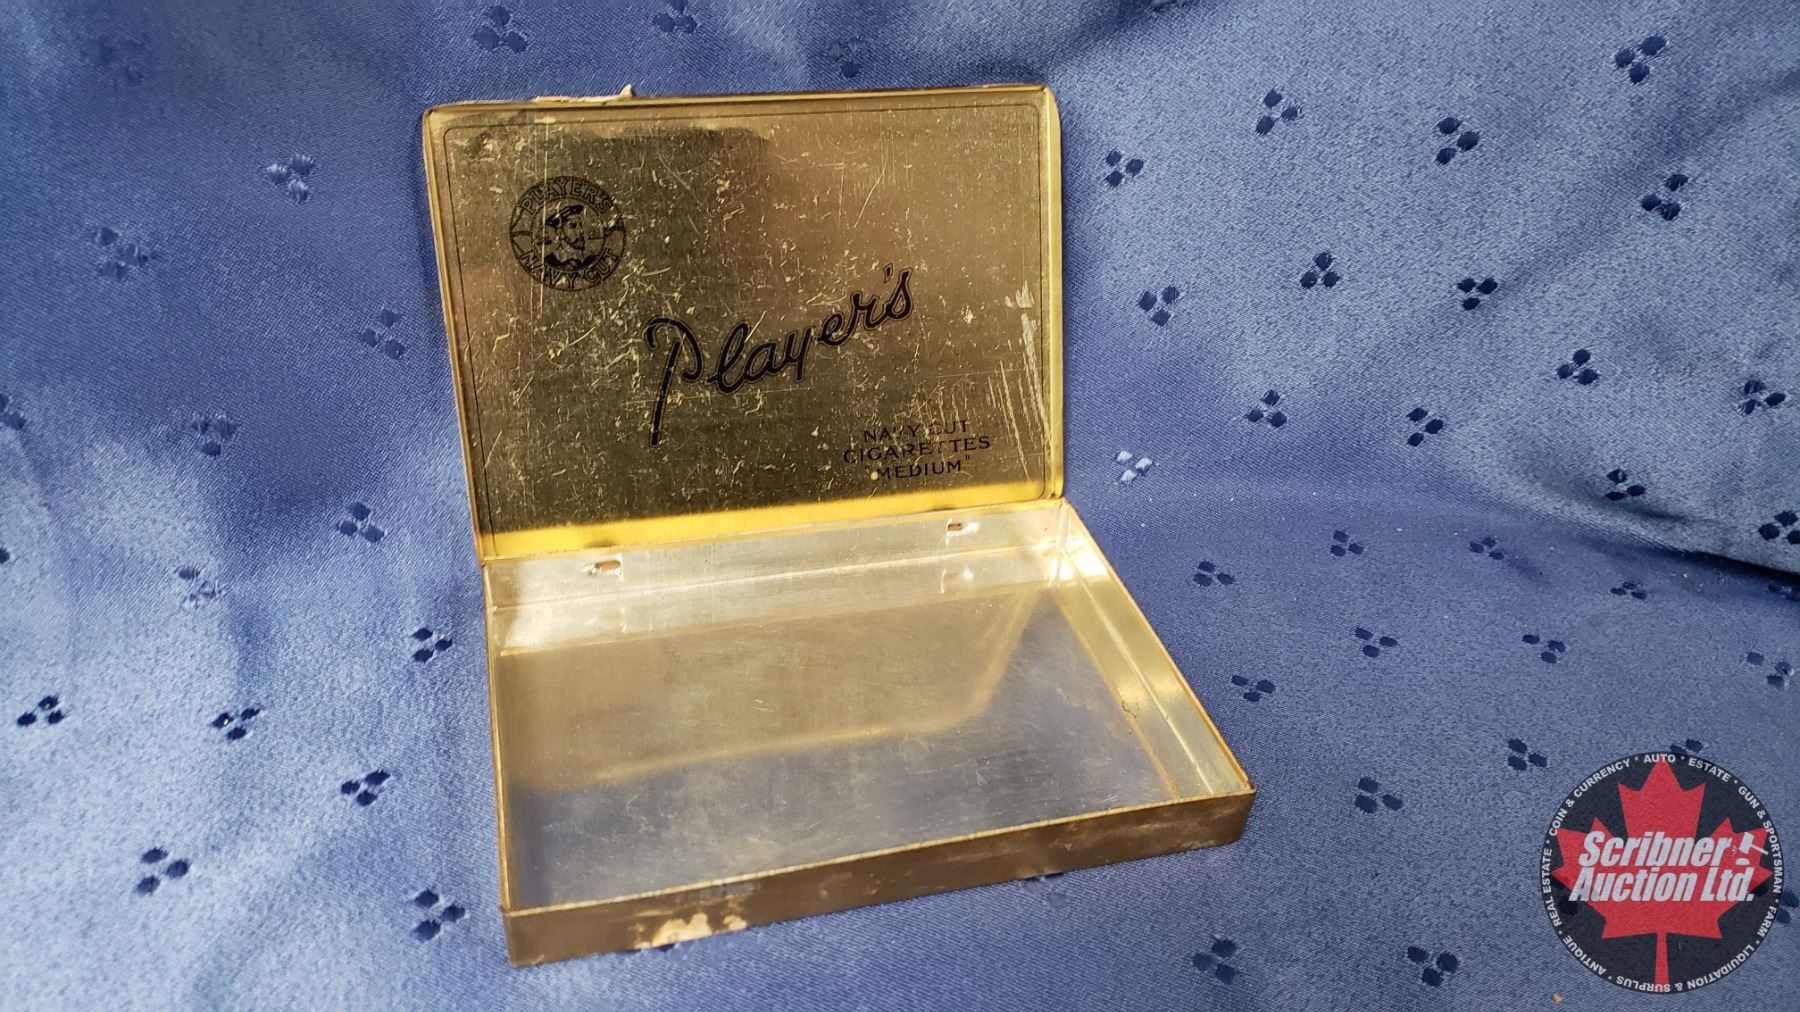 PLAYER'S
NAVY CUT
Player's
NAVY CUT
CIGARETTES
"MEDIUM"
Scribner
Auction Ltd.
REAL ESTATE * COIN & CURRENCY * AUTO * ESTATE * GUN & SPORTSMAN * FARM * LIQUIDATION & SURPLUS * ANTIQUE *